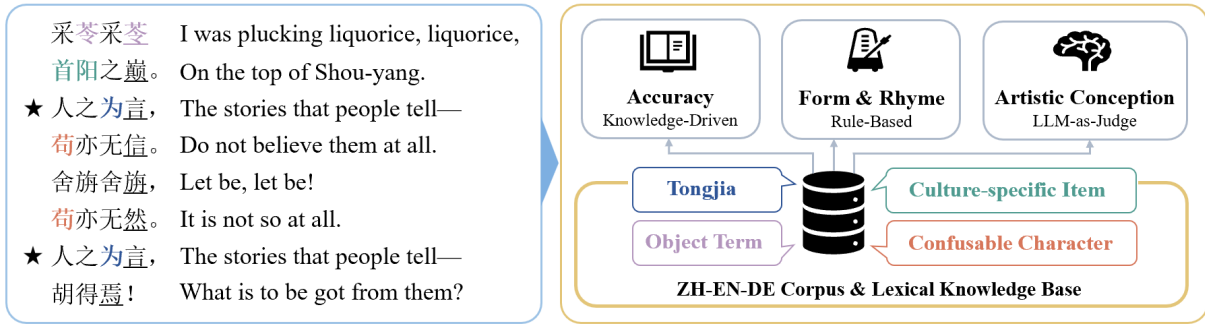 采苓采苓 I was plucking liquorice, liquorice,
首阳之巅。 On the top of Shou-yang.
★ 人之为言， The stories that people tell—
苟亦无信。 Do not believe them at all.
舍旃舍旃， Let be, let be!
苟亦无然。 It is not so at all.
★ 人之为言， The stories that people tell—
胡得焉！ What is to be got from them?
Accuracy
Knowledge-Driven
Form & Rhyme
Rule-Based
Artistic Conception
LLM-as-Judge
Tongjia
Culture-specific Item
Object Term
Confusable Character
ZH-EN-DE Corpus & Lexical Knowledge Base